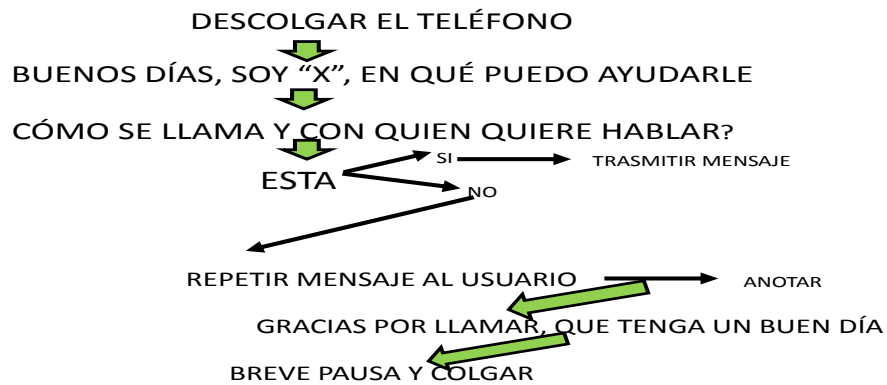 DESCOLGAR EL TELÉFONO
BUENOS DÍAS, SOY “X”, EN QUÉ PUEDO AYUDARLE
CÓMO SE LLAMA Y CON QUIEN QUIERE HABLAR?
SI
TRASMITIR MENSAJE
ESTA
NO
REPETIR MENSAJE AL USUARIO
ANOTAR
GRACIAS POR LLAMAR, QUE TENGA UN BUEN DÍA
BREVE PAUSA Y COLGAR